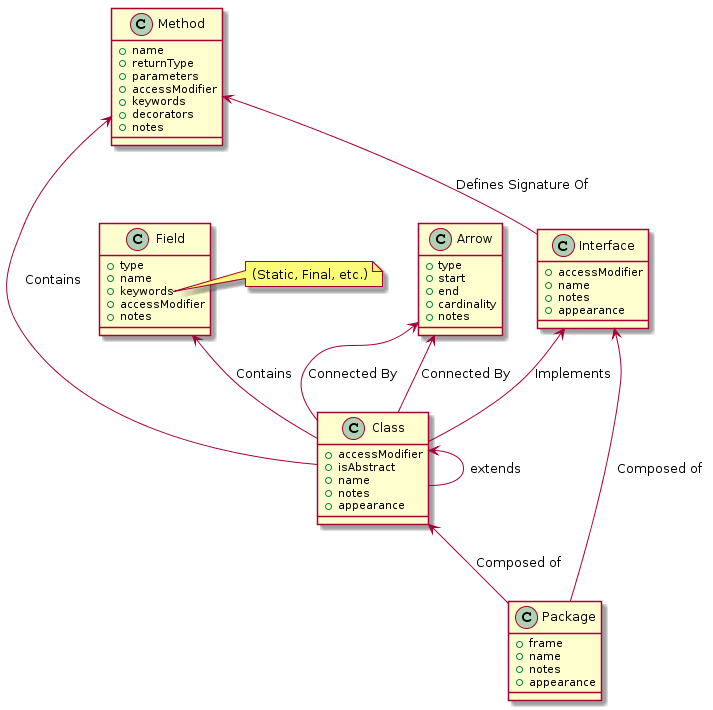 C Method
name
returnType
parameters
accessModifier
keywords
decorators
notes
Defines Signature Of
C Field
type
name
keywords
accessModifier
notes
(Static, Final, etc.)
C Arrow
type
start
end
cardinality
notes
C Interface
accessModifier
name
notes
appearance
Contains
Contains
Connected By
Connected By
Implements
C Class
accessModifier
isAbstract
name
notes
appearance
extends
Composed of
Composed of
C Package
frame
name
notes
appearance